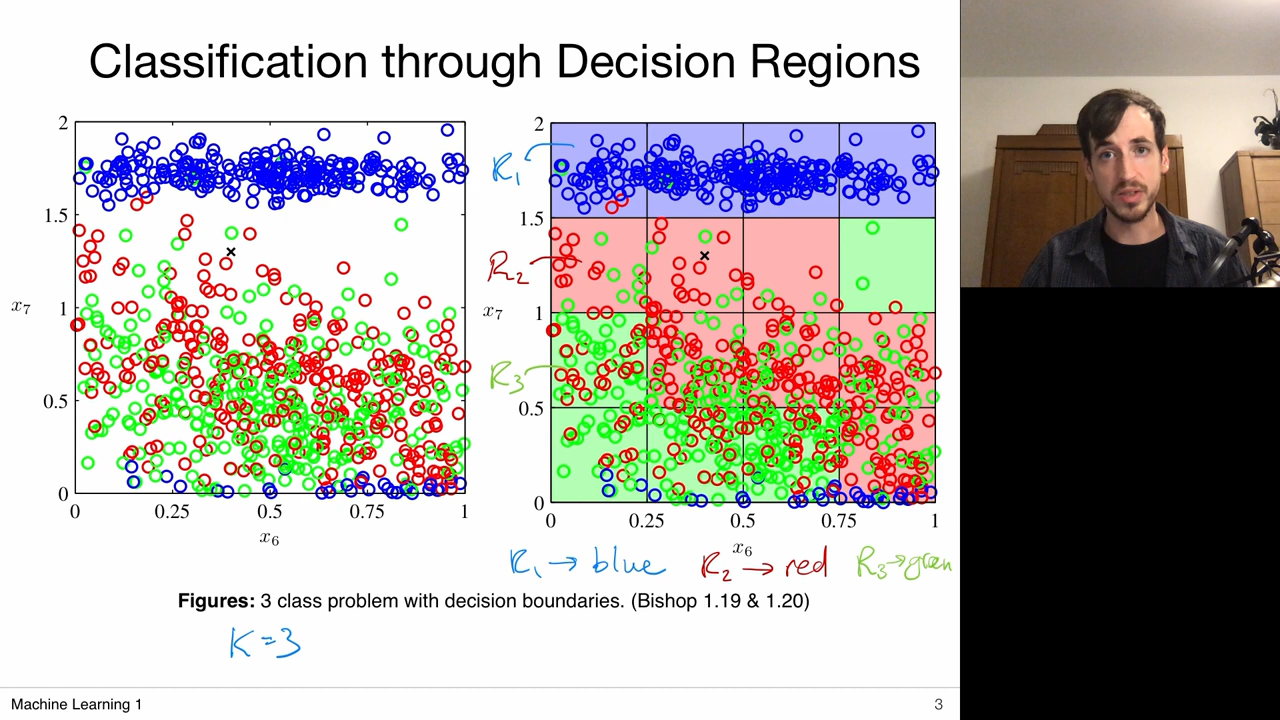 Classification through Decision Regions
2
1.5
x7
1
0.5
0
0 0.25 0.5 0.75 1
x6
2
R1
1.5
R2
x7
1
R3
0.5
0
0 0.25 0.5 0.75 1
x6
R1 → blue R2 → red R3 → green
Figures: 3 class problem with decision boundaries. (Bishop 1.19 & 1.20)
K=3
Machine Learning 1 3